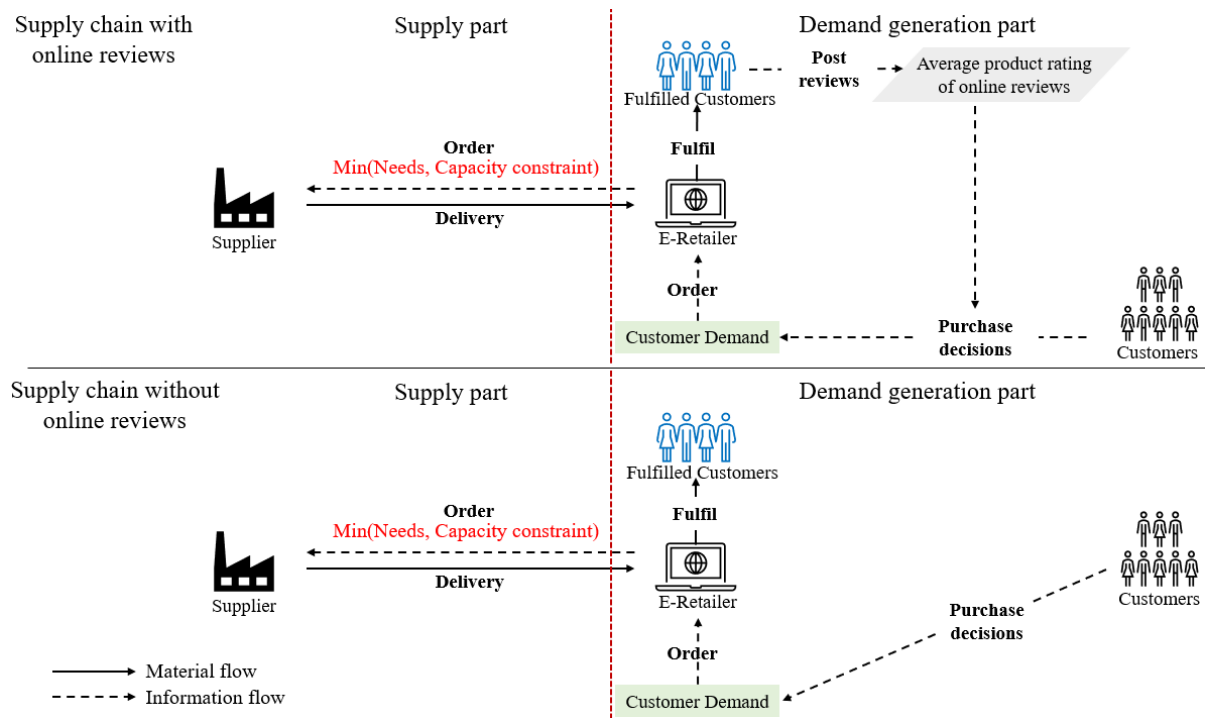 Supply chain with
online reviews
Supply part
Demand generation part
Post
reviews
Average product rating
of online reviews
Fulfilled Customers
Order
Min(Needs, Capacity constraint)
Fulfil
Delivery
Supplier
E-Retailer
Order
Customer Demand
Purchase
decisions
Customers
Supply chain without
online reviews
Supply part
Demand generation part
Fulfilled Customers
Order
Min(Needs, Capacity constraint)
Fulfil
Delivery
Supplier
E-Retailer
Customers
Purchase
decisions
Order
Customer Demand
Material flow
Information flow